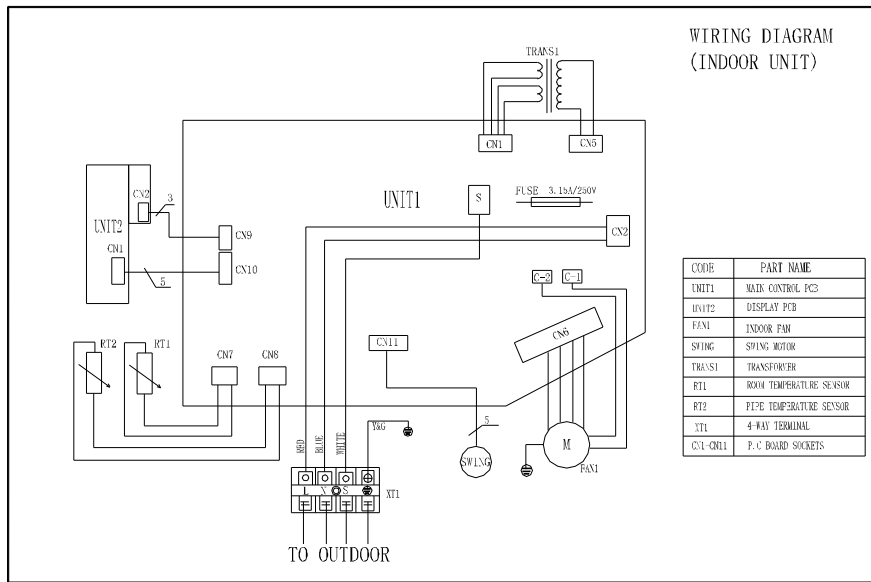 WIRING DIAGRAM
(INDOOR UNIT)
TRANS1
CN1
CN5
UNIT1
S
FUSE 3.15A/250V
CN2
UNIT2
CN2
3
CN9
CN1
5
CN10
C-2
C-1
CN6
RT2
RT1
CN7
CN8
CN11
5
SWING
M
FAN1
RED
BLUE
WHITE
Y&G
L
N
S
XT1
TO OUTDOOR
CODE PART NAME
UNIT1 MAIN CONTROL PCB
UNIT2 DISPLAY PCB
FAN1 INDOOR FAN
SWING SWING MOTOR
TRANS1 TRANSFORMER
RT1 ROOM TEMPERATURE SENSOR
RT2 PIPE TEMPERATURE SENSOR
XT1 4-WAY TERMINAL
CN1-CN11 P.C BOARD SOCKETS